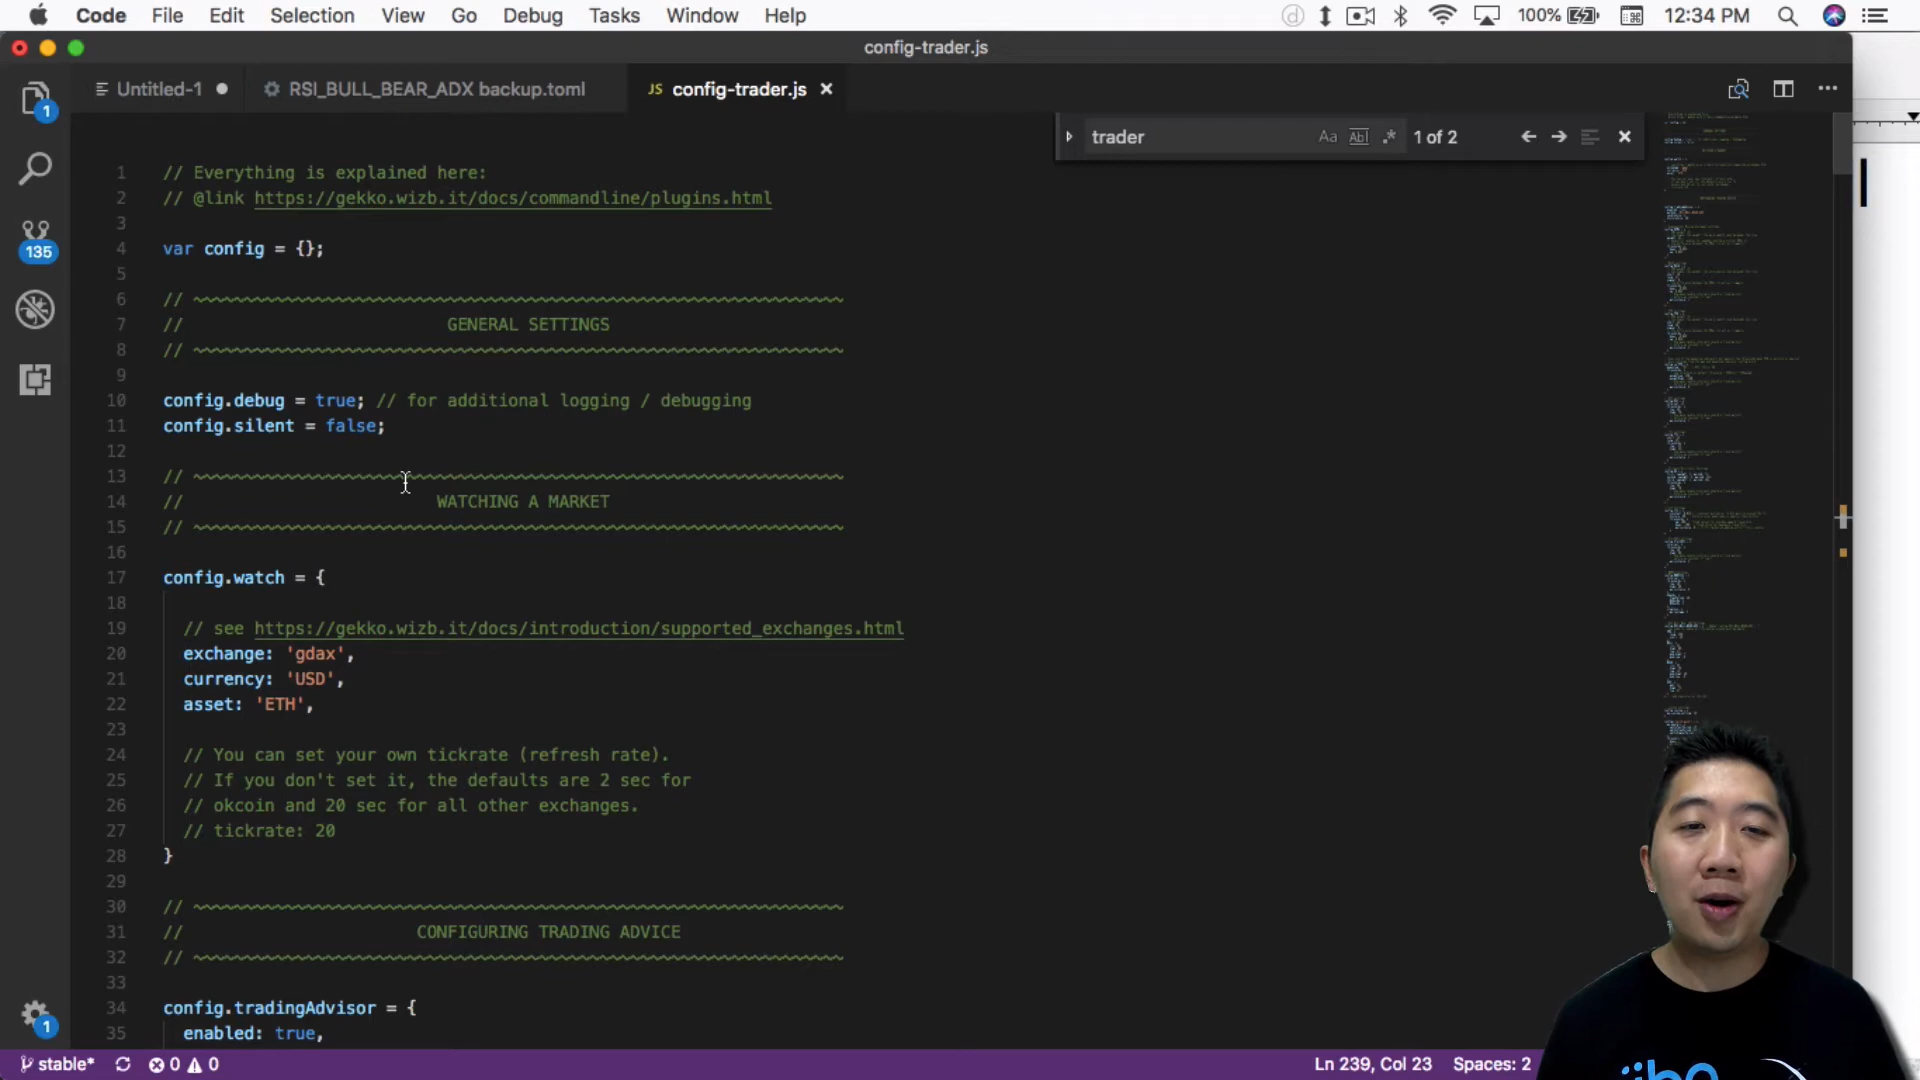 Code File Edit Selection View Go Debug Tasks Window Help 100% 12:34 PM
config-trader.js
Untitled-1 RSI_BULL_BEAR_ADX backup.toml JS config-trader.js
trader Aa Abl .* 1 of 2
1 // Everything is explained here:
2 // @link https://gekko.wizb.it/docs/commandline/plugins.html
3
4 var config = {};
5
6 // ~~~~~~~~~~~~~~~~~~~~~~~~~~~~~~~~~~~~~~~~~~~~~~~~~~~~~~~~~~~~~~~~
7 // GENERAL SETTINGS
8 // ~~~~~~~~~~~~~~~~~~~~~~~~~~~~~~~~~~~~~~~~~~~~~~~~~~~~~~~~~~~~~~~~
9
10 config.debug = true; // for additional logging / debugging
11 config.silent = false;
12
13 // ~~~~~~~~~~~~~~~~~~~~~~~~~~~~~~~~~~~~~~~~~~~~~~~~~~~~~~~~~~~~~~~~
14 // WATCHING A MARKET
15 // ~~~~~~~~~~~~~~~~~~~~~~~~~~~~~~~~~~~~~~~~~~~~~~~~~~~~~~~~~~~~~~~~
16
17 config.watch = {
18
19 // see https://gekko.wizb.it/docs/introduction/supported_exchanges.html
20 exchange: 'gdax',
21 currency: 'USD',
22 asset: 'ETH',
23
24 // You can set your own tickrate (refresh rate).
25 // If you don't set it, the defaults are 2 sec for
26 // okcoin and 20 sec for all other exchanges.
27 // tickrate: 20
28 }
29
30 // ~~~~~~~~~~~~~~~~~~~~~~~~~~~~~~~~~~~~~~~~~~~~~~~~~~~~~~~~~~~~~~~~
31 // CONFIGURING TRADING ADVICE
32 // ~~~~~~~~~~~~~~~~~~~~~~~~~~~~~~~~~~~~~~~~~~~~~~~~~~~~~~~~~~~~~~~~
33
34 config.tradingAdvisor = {
35 enabled: true,
1
135
1
stable* 0 0 Ln 239, Col 23 Spaces: 2